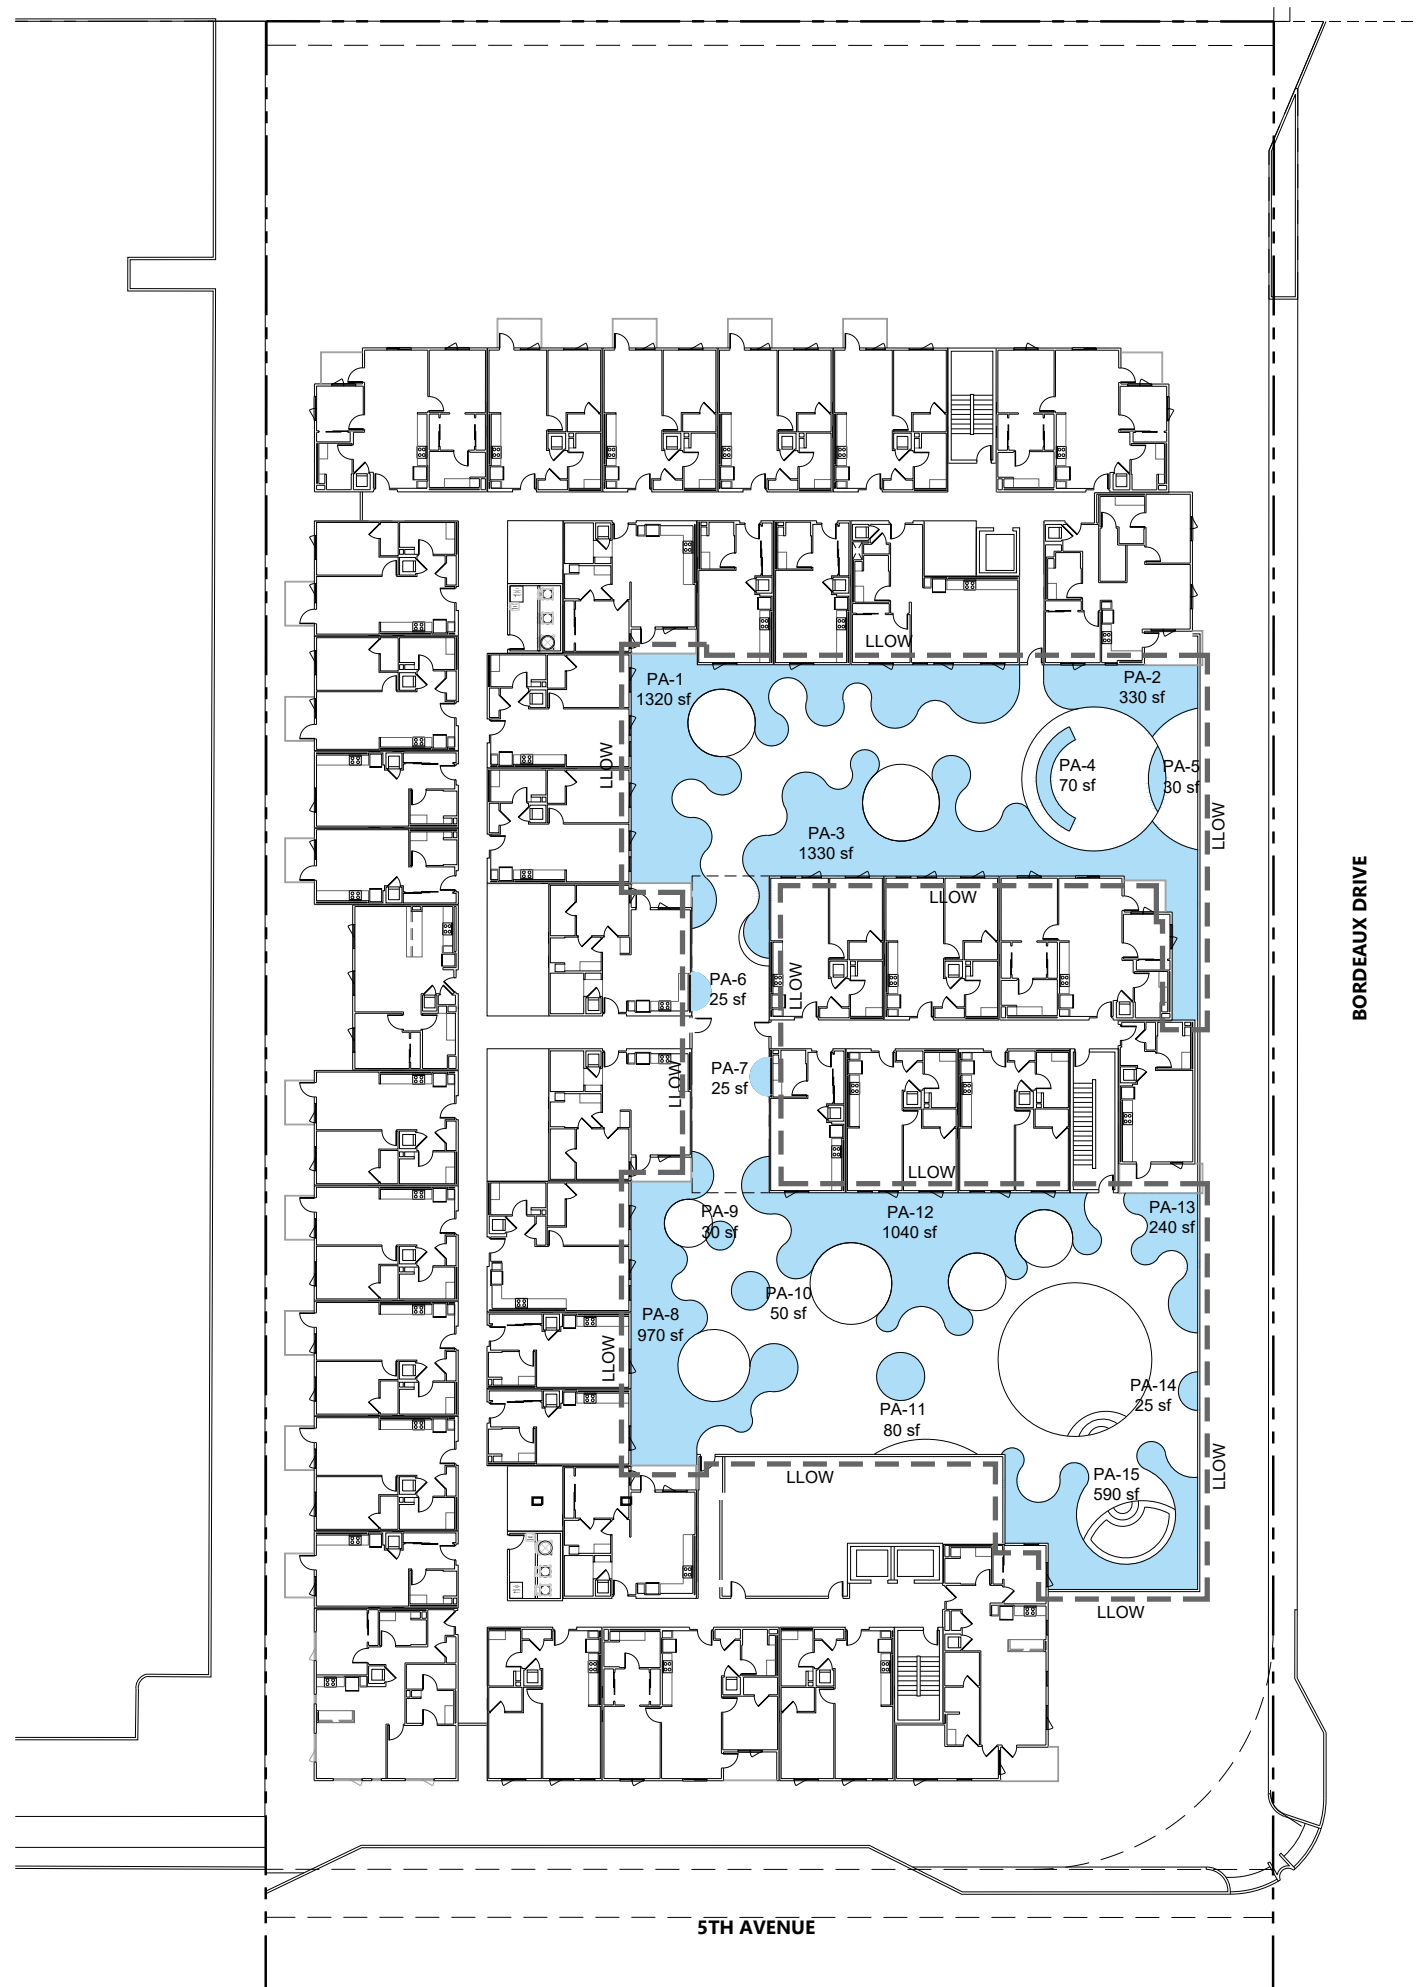 LLOW
PA-1
1320 sf
PA-2
330 sf
LLOW
PA-4
70 sf
PA-5
30 sf
LLOW
PA-3
1330 sf
LLOW
BORDEAUX DRIVE
LLOW
PA-6
25 sf
PA-7
25 sf
LLOW
LLOW
PA-9
30 sf
PA-12
1040 sf
PA-13
240 sf
PA-10
50 sf
PA-8
970 sf
LLOW
PA-14
25 sf
PA-11
80 sf
LLOW
PA-15
590 sf
LLOW
LLOW
5TH AVENUE